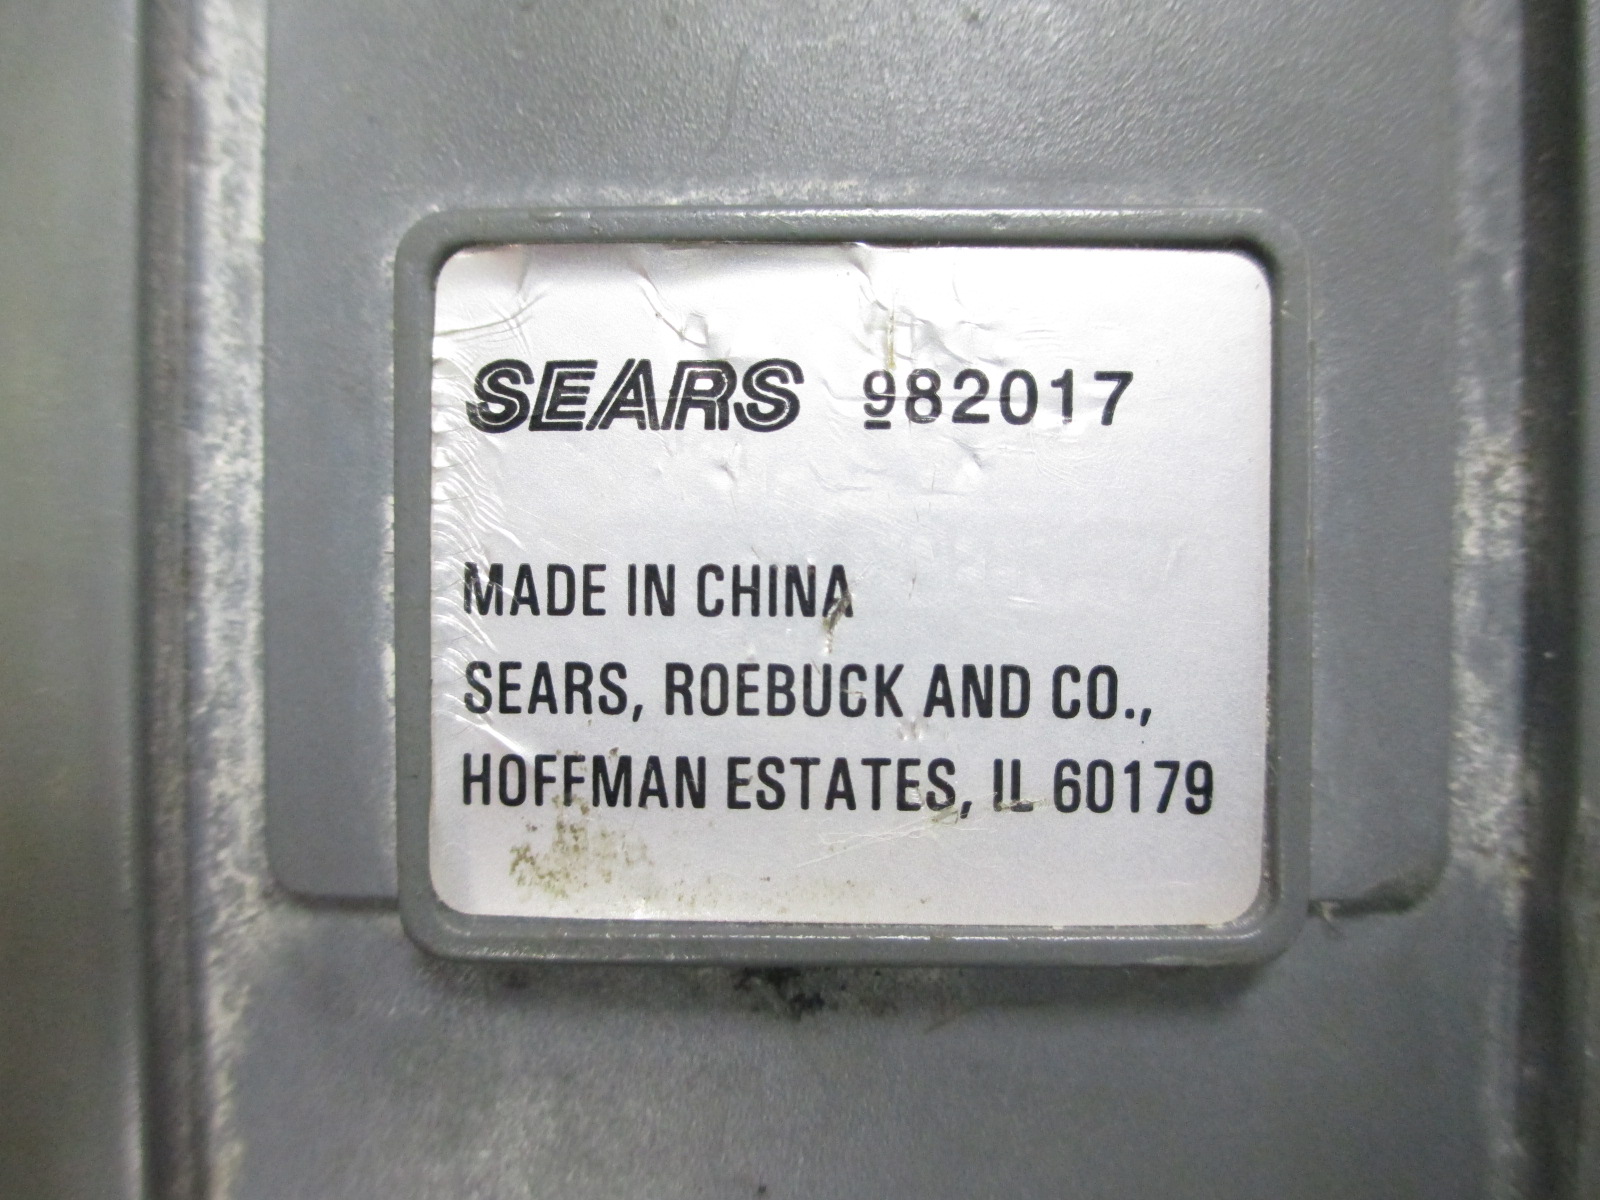 SEARS 982017
MADE IN CHINA
SEARS, ROEBUCK AND CO.,
HOFFMAN ESTATES, IL 60179